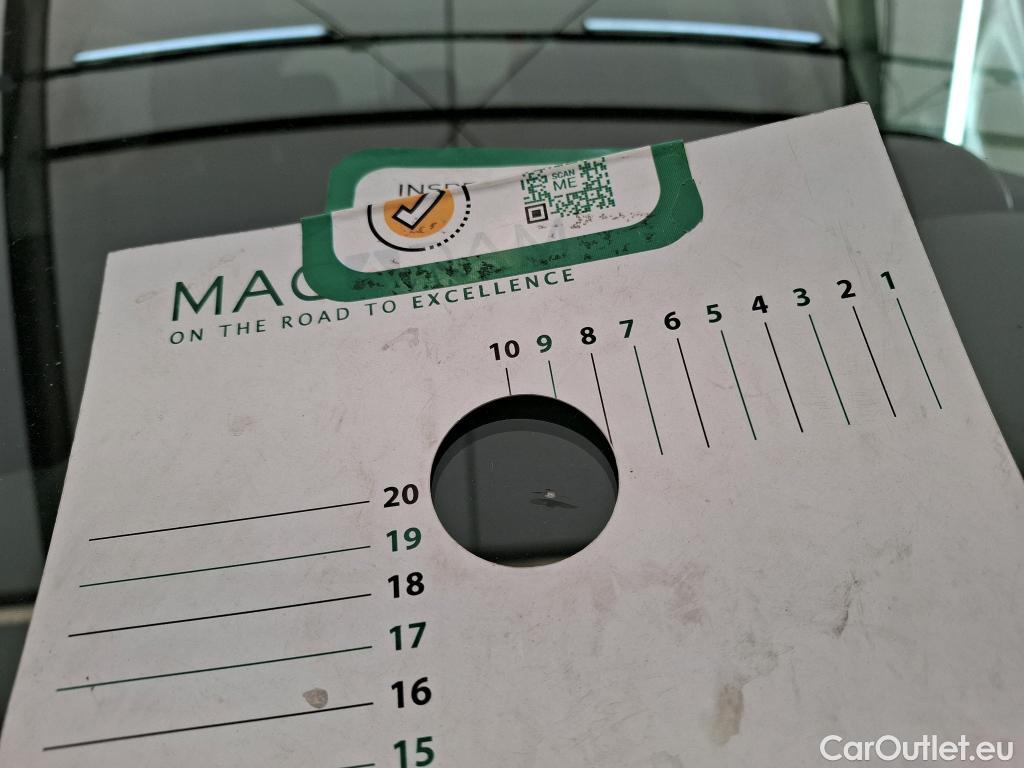 SCAN
ME
ON THE ROAD TO EXCELLENCE
10 9 8 7 6 5 4 3 2 1
20
19
18
17
16
15
CarOutlet.eu